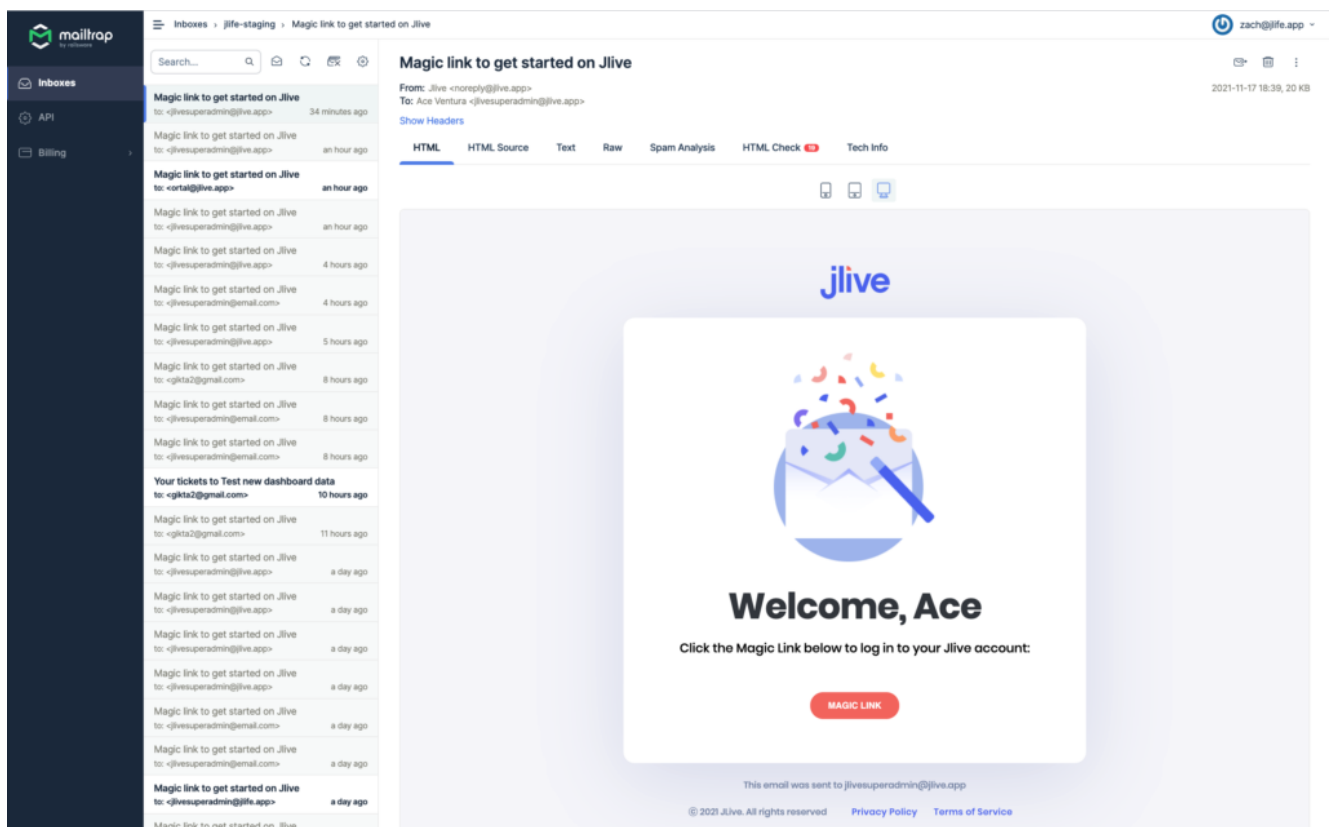 mailtrap
by railsware
Inboxes
API
Billing
Inboxes › jlife-staging › Magic link to get started on Jlive
zach@jlife.app
Search...
Magic link to get started on Jlive
to: <jlivesuperadmin@jlive.app> 34 minutes ago
Magic link to get started on Jlive
to: <jlivesuperadmin@jlive.app> an hour ago
Magic link to get started on Jlive
to: <ortal@jlive.app> an hour ago
Magic link to get started on Jlive
to: <jlivesuperadmin@jlive.app> an hour ago
Magic link to get started on Jlive
to: <jlivesuperadmin@jlive.app> 4 hours ago
Magic link to get started on Jlive
to: <jlivesuperadmin@email.com> 4 hours ago
Magic link to get started on Jlive
to: <jlivesuperadmin@jlive.app> 5 hours ago
Magic link to get started on Jlive
to: <gikta2@gmail.com> 8 hours ago
Magic link to get started on Jlive
to: <jlivesuperadmin@email.com> 8 hours ago
Magic link to get started on Jlive
to: <jlivesuperadmin@email.com> 8 hours ago
Your tickets to Test new dashboard data
to: <gikta2@gmail.com> 10 hours ago
Magic link to get started on Jlive
to: <gikta2@gmail.com> 11 hours ago
Magic link to get started on Jlive
to: <jlivesuperadmin@jlive.app> a day ago
Magic link to get started on Jlive
to: <jlivesuperadmin@jlive.app> a day ago
Magic link to get started on Jlive
to: <jlivesuperadmin@jlive.app> a day ago
Magic link to get started on Jlive
to: <jlivesuperadmin@jlive.app> a day ago
Magic link to get started on Jlive
to: <jlivesuperadmin@email.com> a day ago
Magic link to get started on Jlive
to: <jlivesuperadmin@email.com> a day ago
Magic link to get started on Jlive
to: <jlivesuperadmin@jlife.app> a day ago
Magic link to get started on Jlive
Magic link to get started on Jlive
From: Jlive <noreply@jlive.app>
2021-11-17 18:39, 20 KB
To: Ace Ventura <jlivesuperadmin@jlive.app>
Show Headers
HTML HTML Source Text Raw Spam Analysis HTML Check Tech Info
jlive
Welcome, Ace
Click the Magic Link below to log in to your Jlive account:
MAGIC LINK
This email was sent to jlivesuperadmin@jlive.app
© 2021 JLive. All rights reserved Privacy Policy Terms of Service